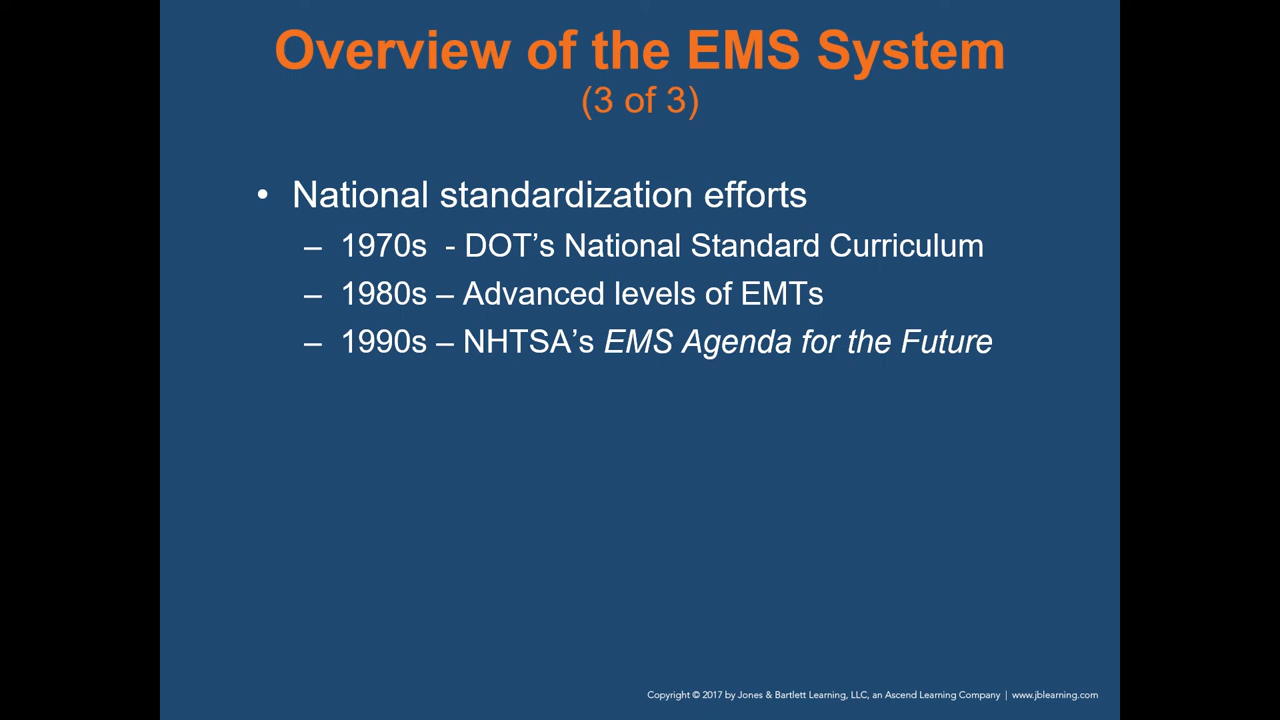 Overview of the EMS System
(3 of 3)
• National standardization efforts
– 1970s  - DOT’s National Standard Curriculum
– 1980s – Advanced levels of EMTs
– 1990s – NHTSA’s EMS Agenda for the Future
Copyright © 2017 by Jones & Bartlett Learning, LLC, an Ascend Learning Company | www.jblearning.com